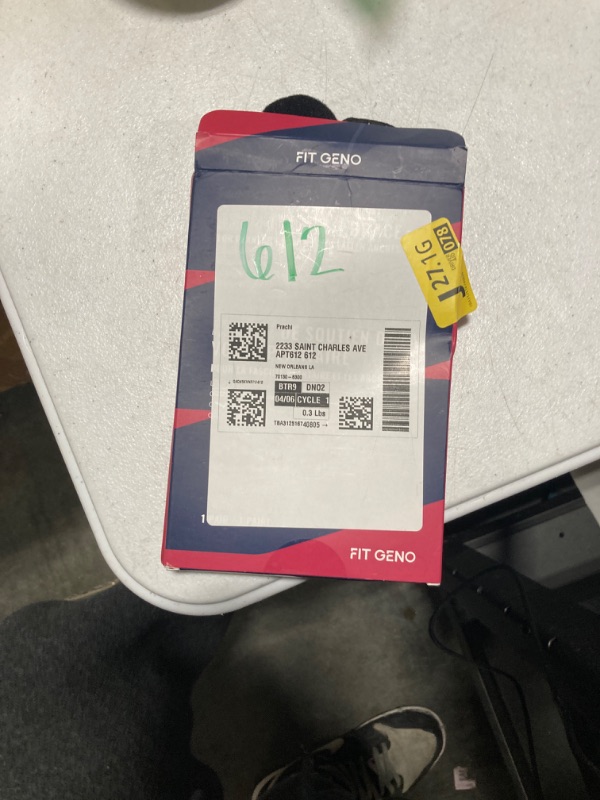 FIT GENO
612
J 27.1G
078
Prachi
2233 SAINT CHARLES AVE
APT612 612
NEW ORLEANS LA
BTR9 DNO2
04/06 CYCLE 1
0.3 Lbs
FIT GENO